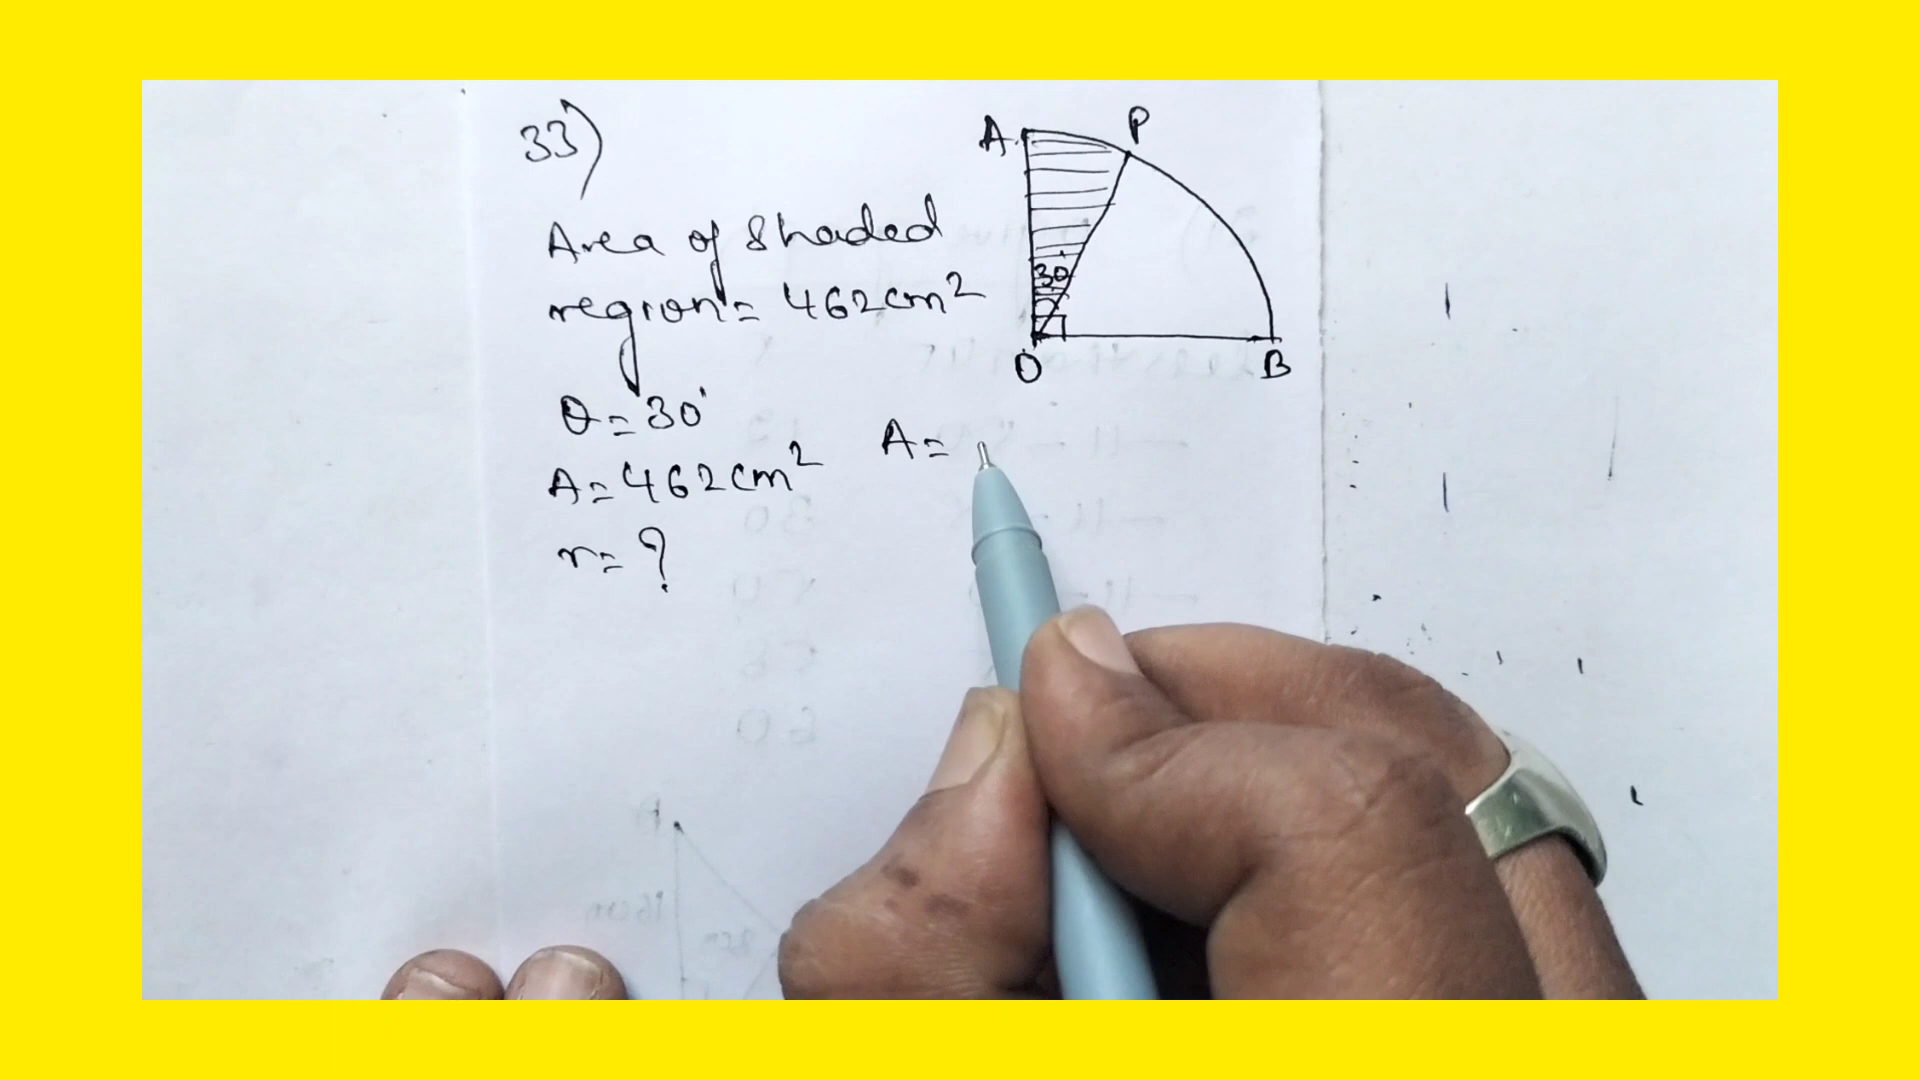 33)
Area of shaded
region = 462cm²
θ = 30°
A = 462cm²
r = ?
A =
A
P
30
O
B